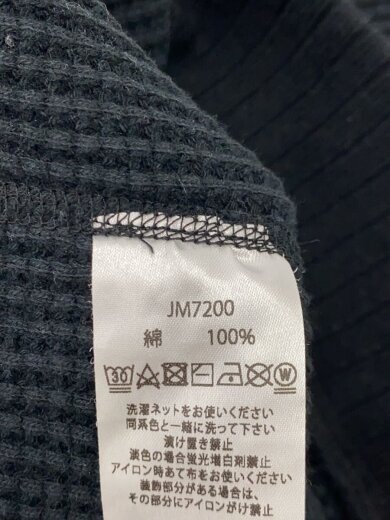 JM7200
綿 100%
30 W
洗濯ネットをお使いください
同系色と一緒に洗って下さい
漬け置き禁止
淡色の場合蛍光増白剤禁止
アイロン時あて布をお使いください
装飾部分がある場合は、
その部分にアイロンがけ禁止